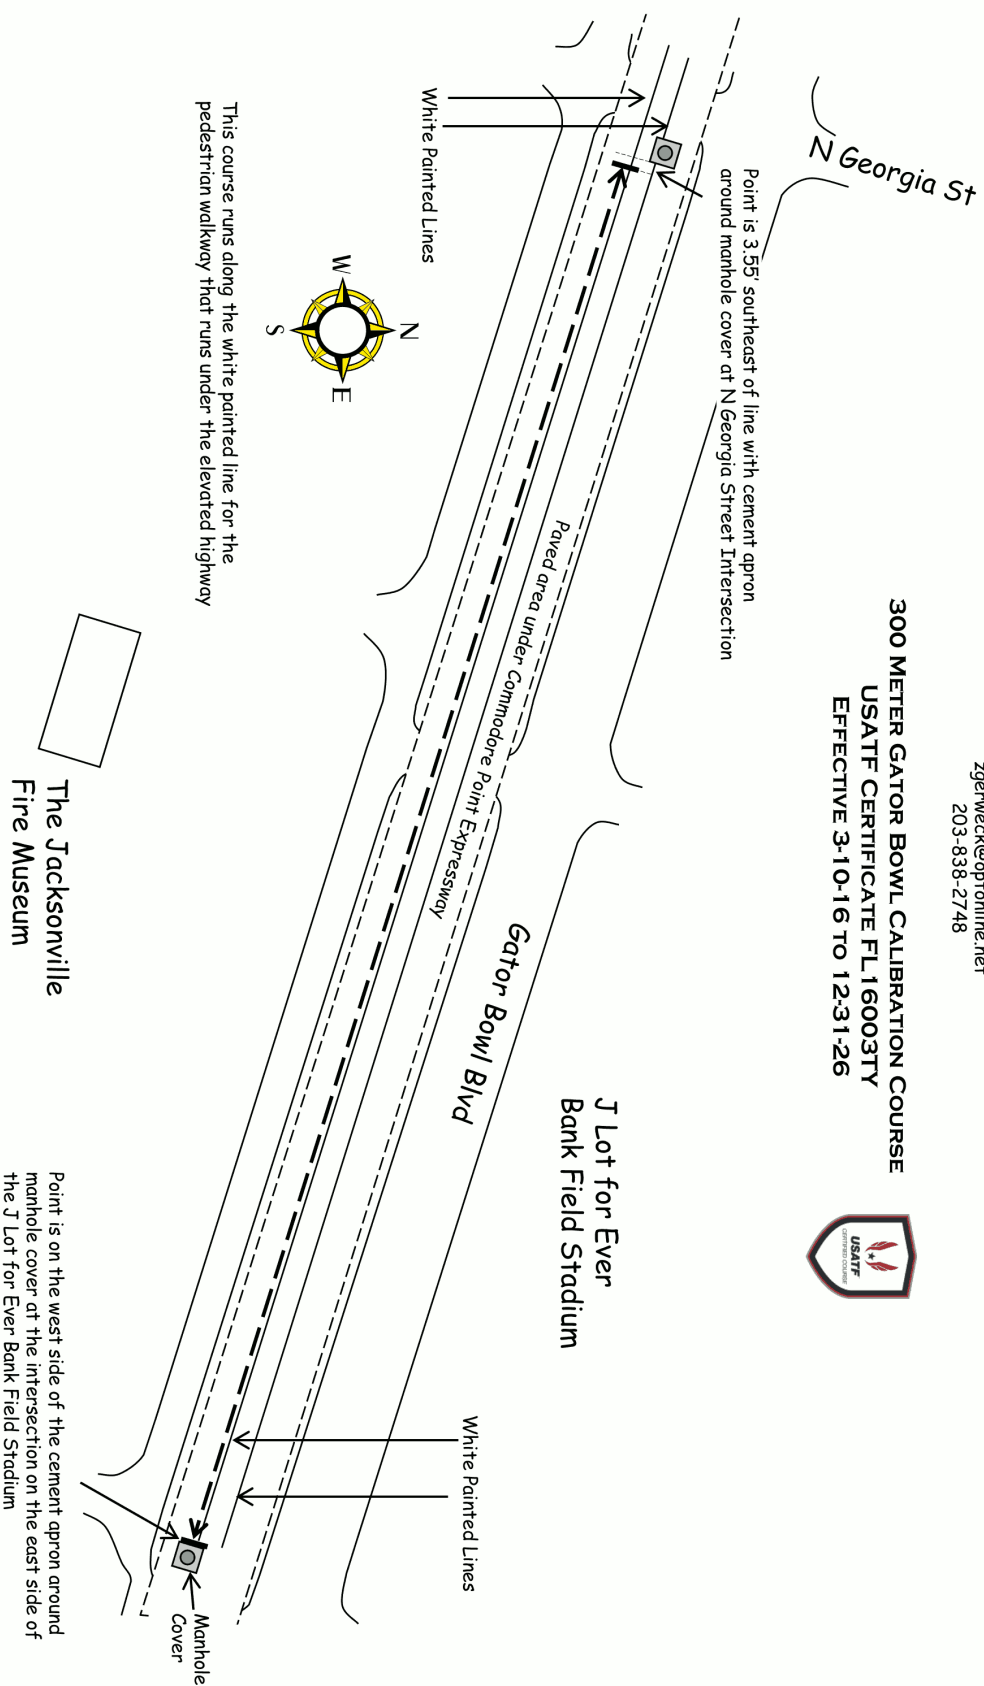 zgerweck@optonline.net
203-838-2748
300 METER GATOR BOWL CALIBRATION COURSE
USATF CERTIFICATE FL16003TY
EFFECTIVE 3-10-16 TO 12-31-26
USATF
CERTIFIED COURSE
N Georgia St
Point is 3.55' southeast of line with cement apron
around manhole cover at N Georgia Street Intersection
J Lot for Ever
Bank Field Stadium
Gator Bowl Blvd
Paved area under Commodore Point Expressway
White Painted Lines
White Painted Lines
N
W
E
S
This course runs along the white painted line for the
pedestrian walkway that runs under the elevated highway
Manhole
Cover
The Jacksonville
Fire Museum
Point is on the west side of the cement apron around
manhole cover at the intersection on the east side of
the J Lot for Ever Bank Field Stadium